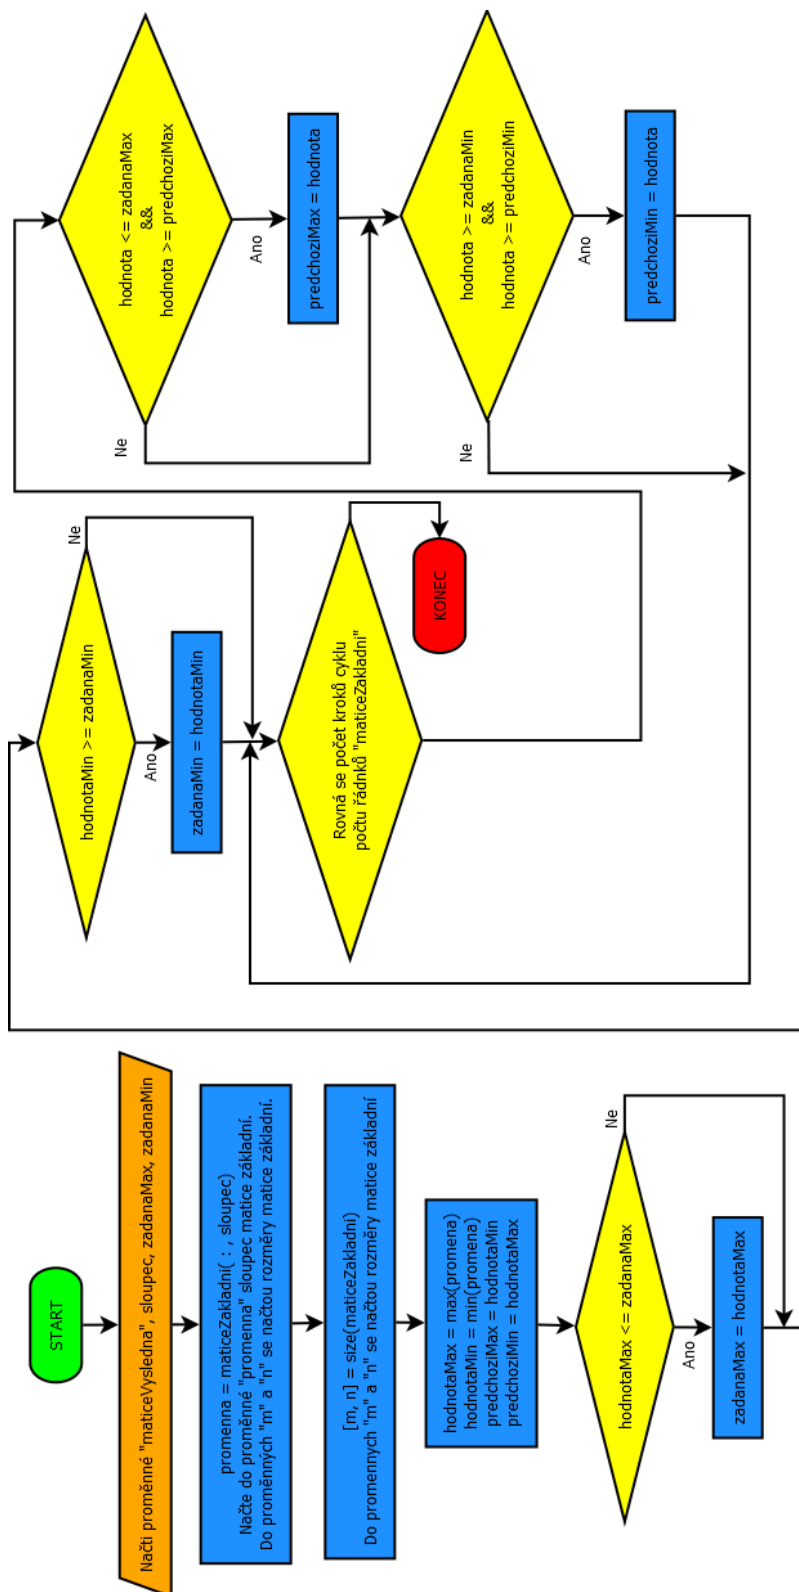 START
Načti proměnné "maticeVysledna", sloupec, zadanaMax, zadanaMin
promenna = maticeZakladni( : , sloupec)
Načte do proměnné "promenna" sloupec matice základní.
Do proměnných "m" a "n" se načtou rozměry matice základní.
[m, n] = size(maticeZakladni)
Do promennych "m" a "n" se načtou rozměry matice základní
hodnotaMax = max(promena)
hodnotaMin = min(promena)
predchoziMax = hodnotaMin
predchoziMin = hodnotaMax
hodnotaMax <= zadanaMax
Ne
Ano
zadanaMax = hodnotaMax
hodnotaMin >= zadanaMin
Ne
Ano
zadanaMin = hodnotaMin
Rovná se počet kroků cyklu
počtu řádnků "maticeZakladni"
KONEC
hodnota <= zadanaMax
&&
hodnota >= predchoziMax
Ne
Ano
predchoziMax = hodnota
hodnota >= zadanaMin
&&
hodnota >= predchoziMin
Ne
Ano
predchoziMin = hodnota